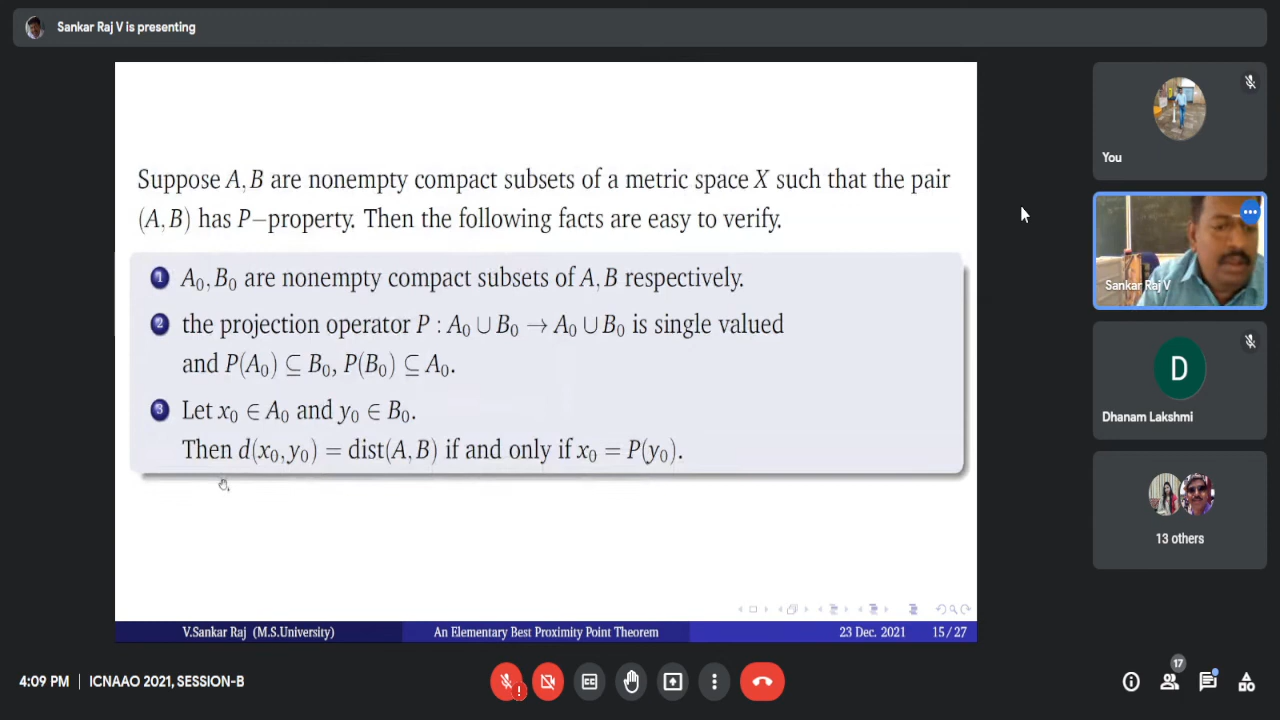 Sankar Raj V is presenting
Suppose A, B are nonempty compact subsets of a metric space X such that the pair
(A, B) has P−property. Then the following facts are easy to verify.
1 A₀, B₀ are nonempty compact subsets of A, B respectively.
2 the projection operator P : A₀ ∪ B₀ → A₀ ∪ B₀ is single valued
and P(A₀) ⊆ B₀, P(B₀) ⊆ A₀.
3 Let x₀ ∈ A₀ and y₀ ∈ B₀.
Then d(x₀, y₀) = dist(A, B) if and only if x₀ = P(y₀).
V.Sankar Raj (M.S.University) An Elementary Best Proximity Point Theorem 23 Dec. 2021 15 / 27
You
Sankar Raj V
D
Dhanam Lakshmi
13 others
4:09 PM | ICNAAO 2021, SESSION-B
CC
17